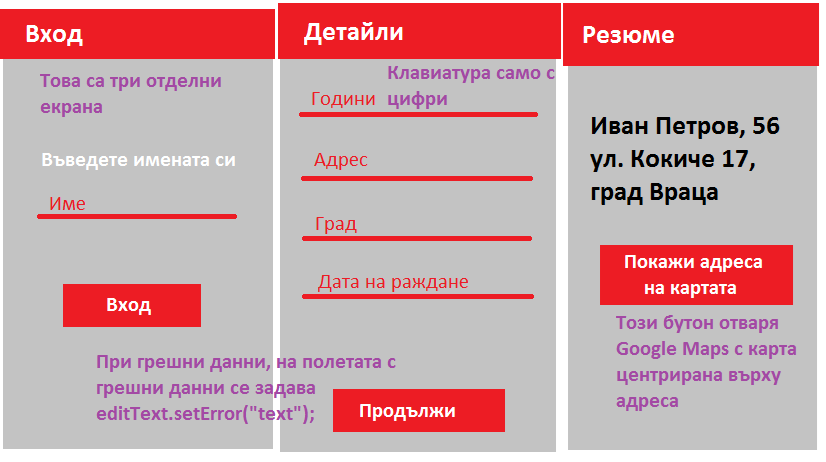 Вход
Това са три отделни
екрана
Въведете имената си
Име
Вход
При грешни данни, на полетата с
грешни данни се задава
editText.setError("text");
Детайли
Клавиатура само с
цифри
Години
Адрес
Град
Дата на раждане
Продължи
Резюме
Иван Петров, 56
ул. Кокиче 17,
град Враца
Покажи адреса
на картата
Този бутон отваря
Google Maps с карта
центрирана върху
адреса